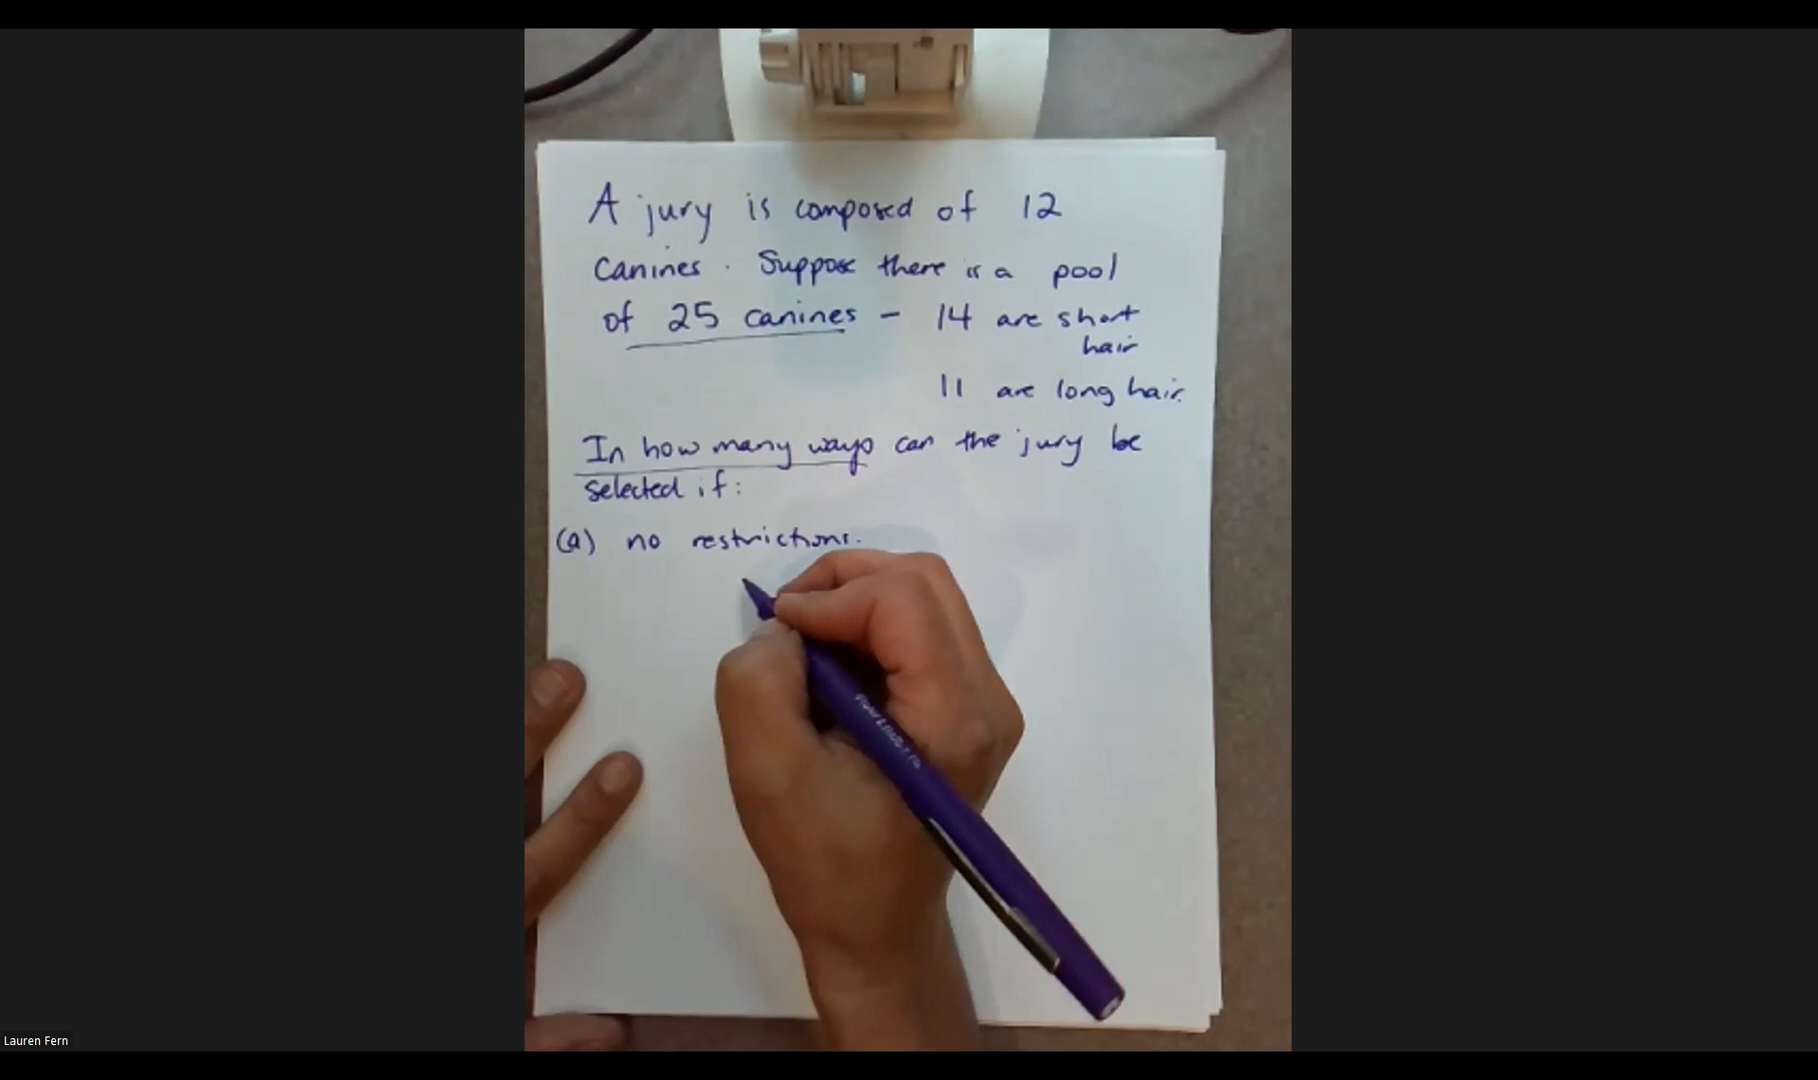 A jury is composed of 12
canines. Suppose there is a pool
of 25 canines - 14 are short
hair
11 are long hair.
In how many ways can the jury be
selected if:
(a) no restrictions.
Lauren Fern